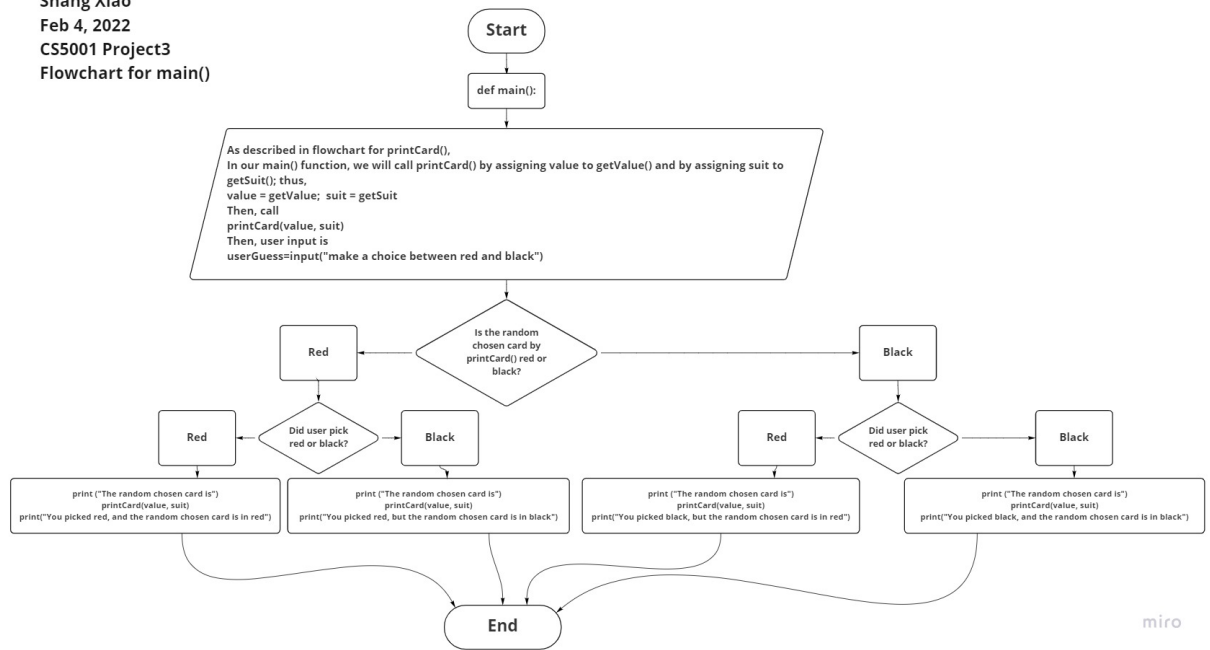 Shang Xiao
Feb 4, 2022
CS5001 Project3
Flowchart for main()
Start
def main():
As described in flowchart for printCard(),
In our main() function, we will call printCard() by assigning value to getValue() and by assigning suit to
getSuit(); thus,
value = getValue;  suit = getSuit
Then, call
printCard(value, suit)
Then, user input is
userGuess=input("make a choice between red and black")
Is the random
chosen card by
printCard() red or
black?
Red
Black
Red
Did user pick
red or black?
Black
Red
Did user pick
red or black?
Black
print ("The random chosen card is")
printCard(value, suit)
print("You picked red, and the random chosen card is in red")
print ("The random chosen card is")
printCard(value, suit)
print("You picked red, but the random chosen card is in black")
print ("The random chosen card is")
printCard(value, suit)
print("You picked black, but the random chosen card is in red")
print ("The random chosen card is")
printCard(value, suit)
print("You picked black, and the random chosen card is in black")
End
miro